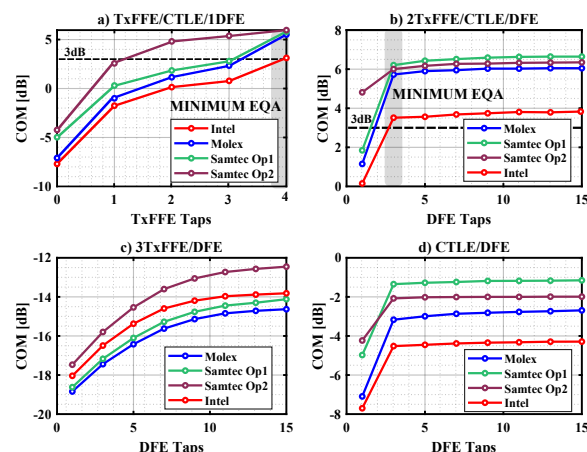 a) TxFFE/CTLE/1DFE
COM [dB]
5
0
-5
-10
3dB
MINIMUM EQA
Intel
Molex
Samtec Op1
Samtec Op2
0 1 2 3 4
TxFFE Taps
b) 2TxFFE/CTLE/DFE
COM [dB]
8
6
4
2
0
MINIMUM EQA
3dB
Molex
Samtec Op1
Samtec Op2
Intel
0 5 10 15
DFE Taps
c) 3TxFFE/DFE
COM [dB]
-12
-14
-16
-18
-20
Molex
Samtec Op1
Samtec Op2
Intel
0 5 10 15
DFE Taps
d) CTLE/DFE
COM [dB]
0
-2
-4
-6
-8
Samtec Op1
Samtec Op2
Molex
Intel
0 5 10 15
DFE Taps